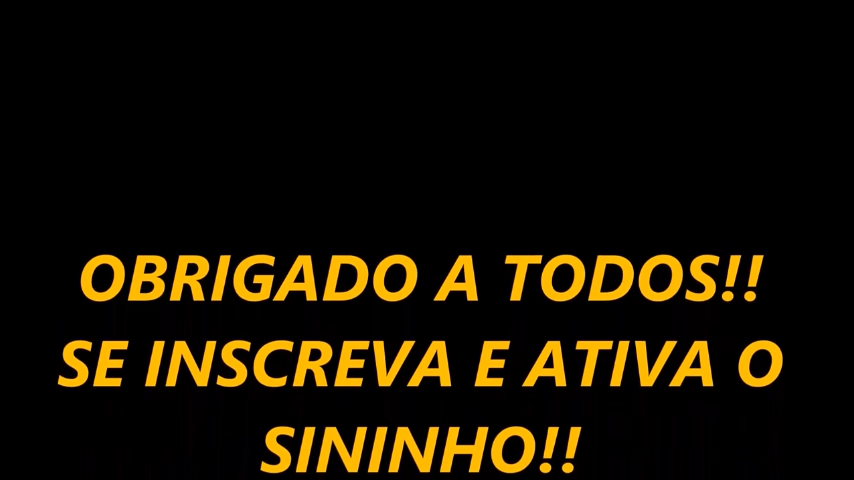 OBRIGADO A TODOS!!
SE INSCREVA E ATIVA O
SININHO!!